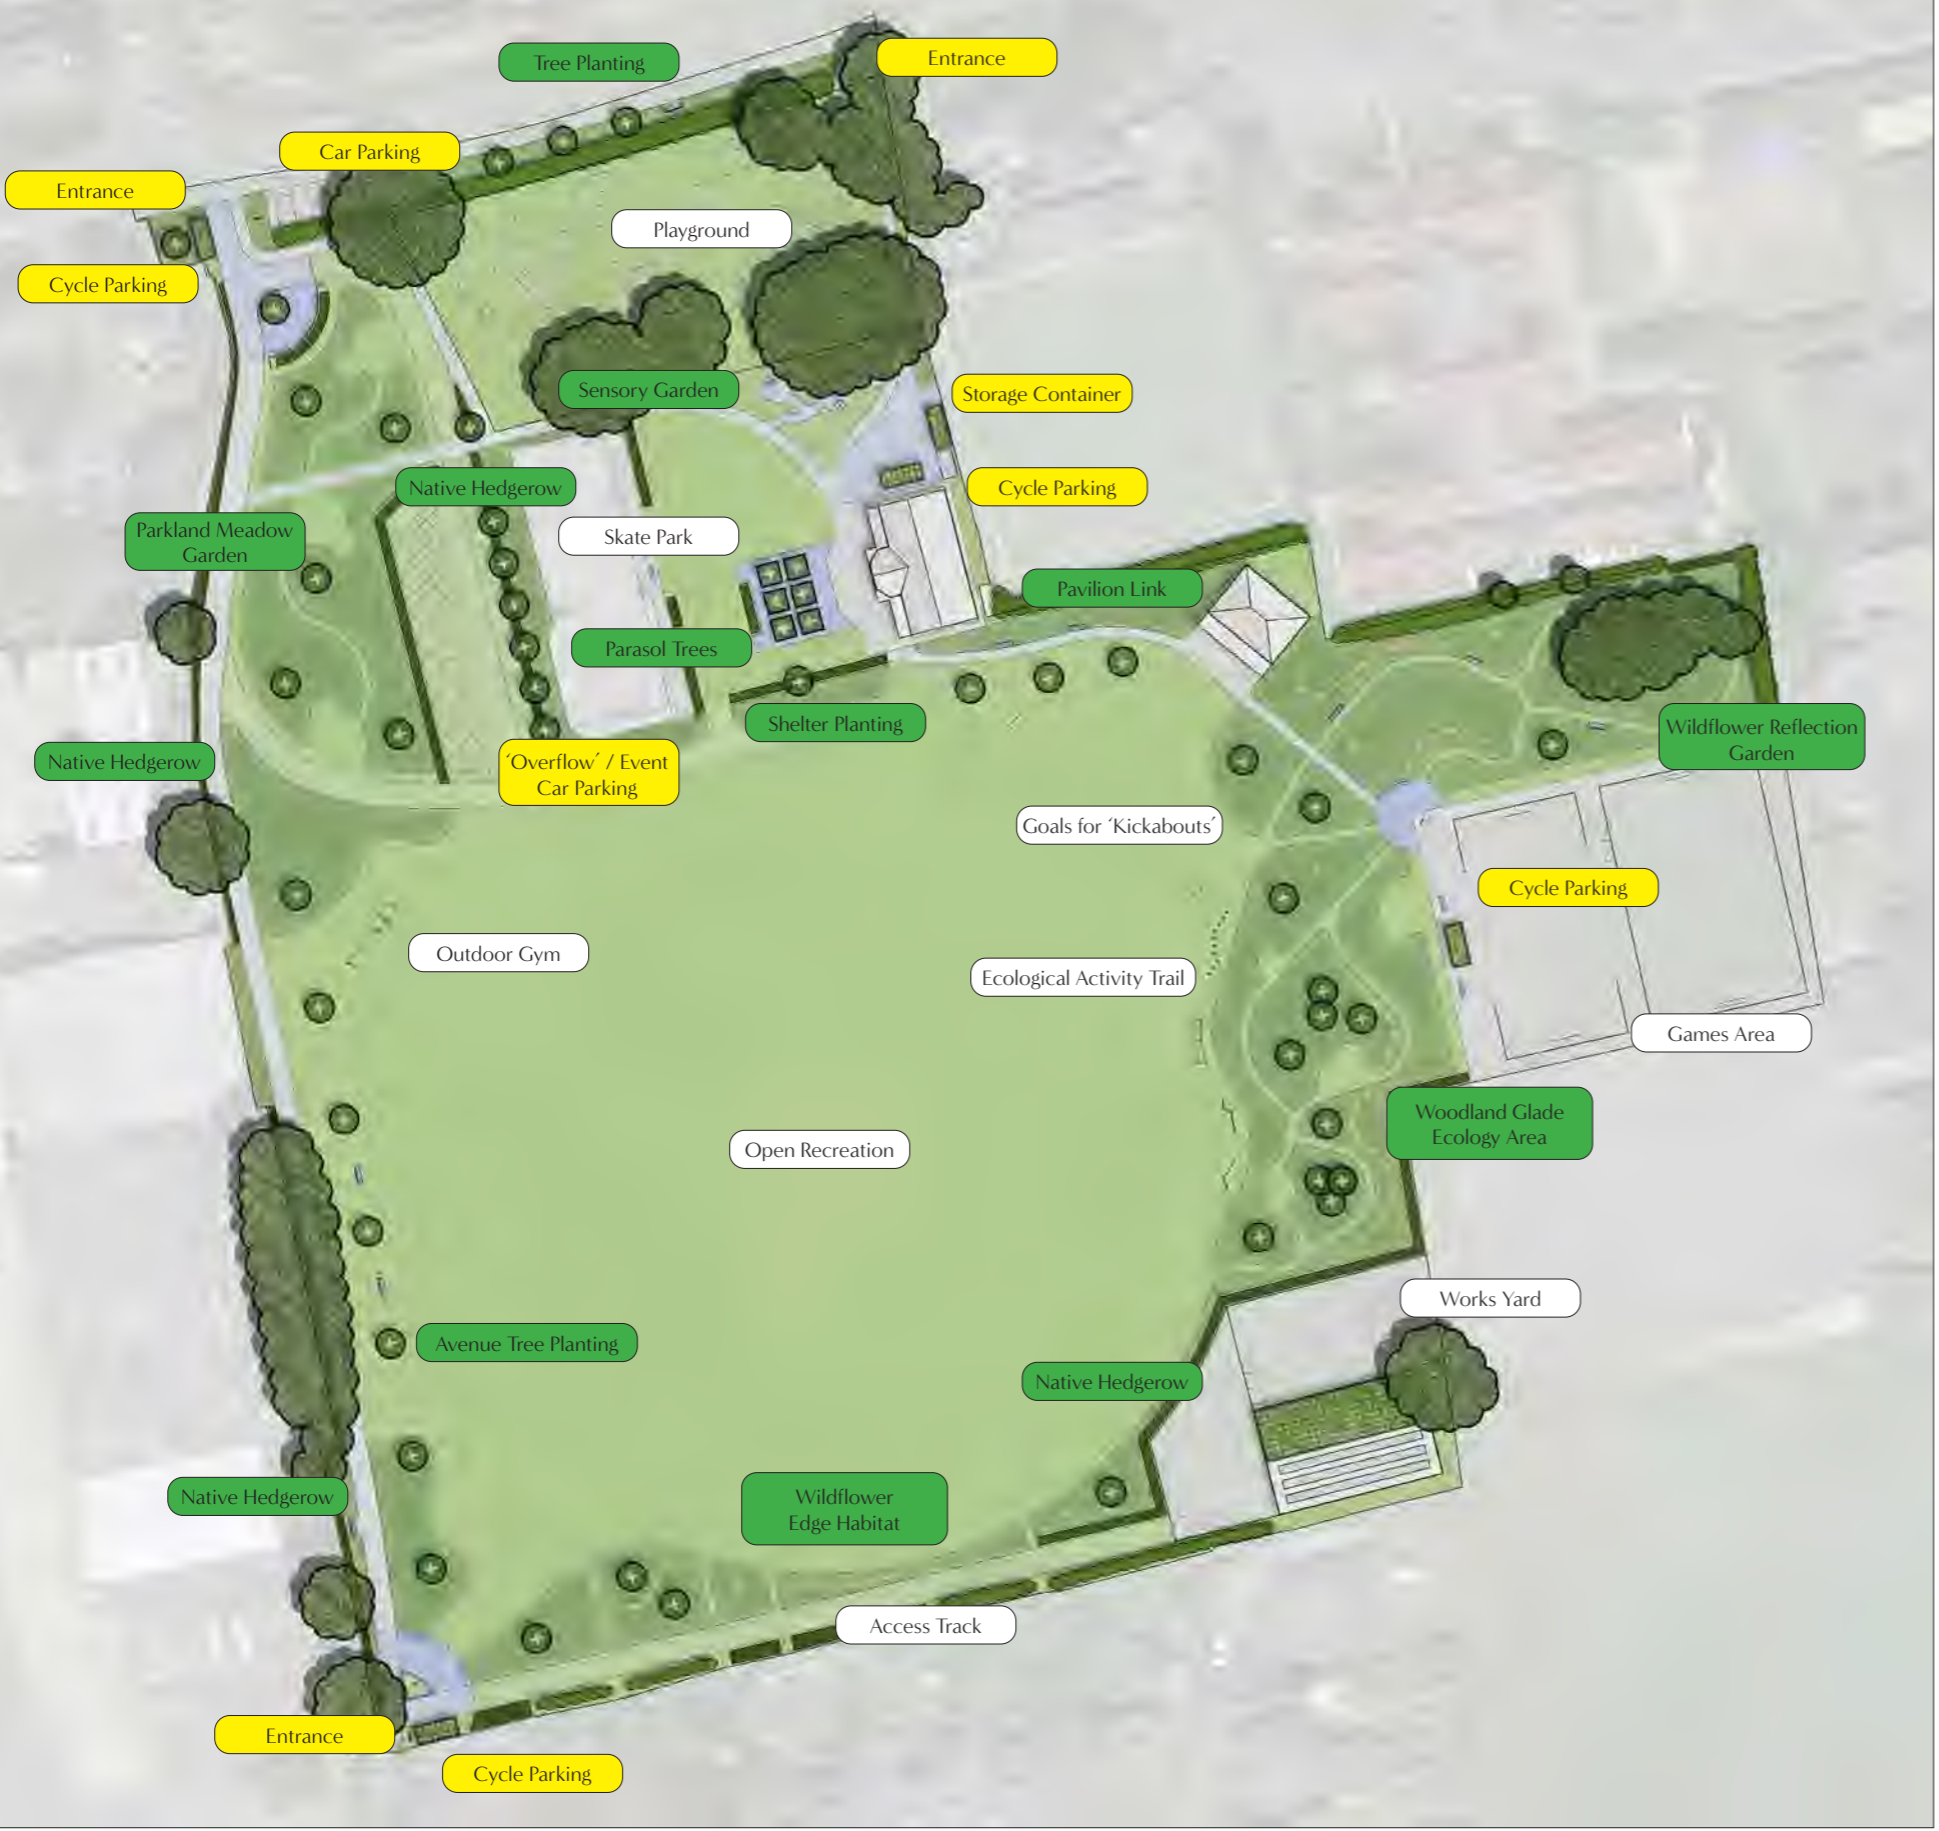 Tree Planting
Entrance
Car Parking
Entrance
Playground
Cycle Parking
Sensory Garden
Storage Container
Native Hedgerow
Cycle Parking
Parkland Meadow
Garden
Skate Park
Pavilion Link
Parasol Trees
Shelter Planting
Wildflower Reflection
Garden
Native Hedgerow
‘Overflow’ / Event
Car Parking
Goals for ‘Kickabouts’
Cycle Parking
Outdoor Gym
Ecological Activity Trail
Games Area
Woodland Glade
Ecology Area
Open Recreation
Works Yard
Avenue Tree Planting
Native Hedgerow
Native Hedgerow
Wildflower
Edge Habitat
Access Track
Entrance
Cycle Parking